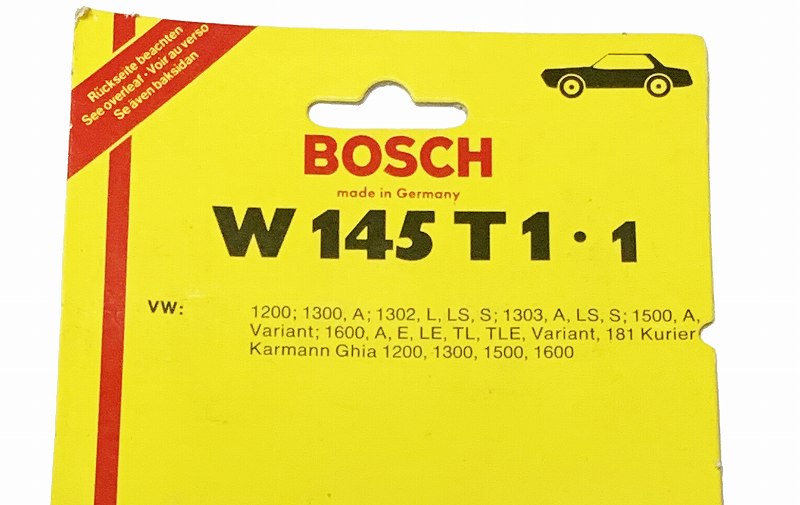 Rückseite beachten
See overleaf · Voir au verso
Se även baksidan
BOSCH
made in Germany
W 145 T 1 · 1
VW: 1200; 1300, A; 1302, L, LS, S; 1303, A, LS, S; 1500, A,
Variant; 1600, A, E, LE, TL, TLE, Variant, 181 Kurier
Karmann Ghia 1200, 1300, 1500, 1600